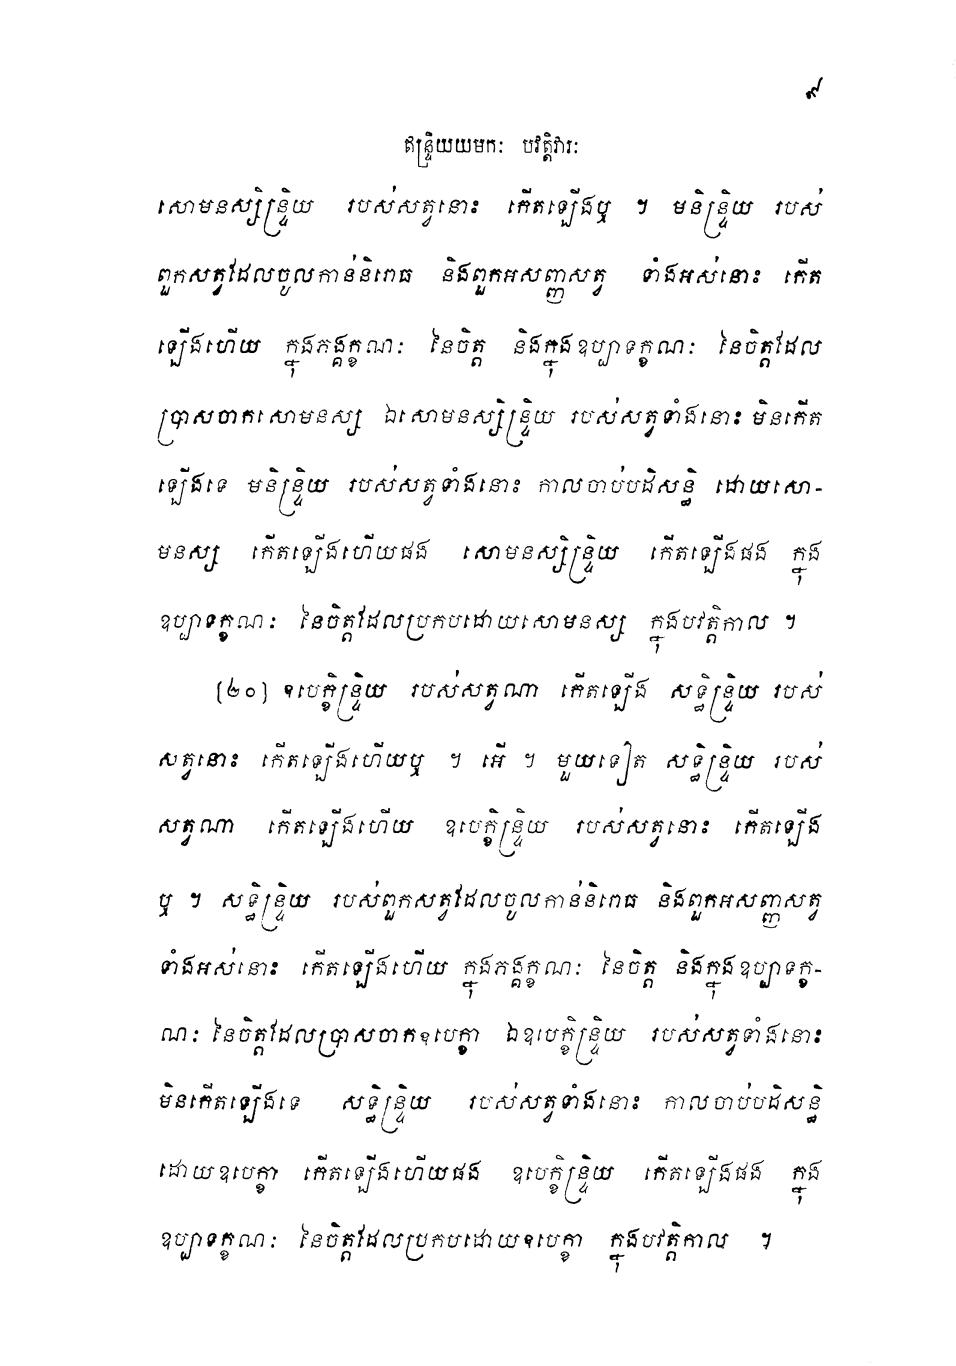 ៩
ឥន្ទ្រិយយមកៈ បវត្តិវារៈ
សោមនស្សិន្ទ្រិយ របស់សត្វនោះ កើតឡើងឬ ។ មនិន្ទ្រិយ របស់
ពួកសត្វដែលចូលកាន់និរោធ និងពួកអសញ្ញសត្វ ទាំងអស់នោះ កើត
ឡើងហើយ ក្នុងភង្គក្ខណៈ នៃចិត្ត និងក្នុងឧប្បាទក្ខណៈ នៃចិត្តដែល
ប្រាសចាកសោមនស្ស ឯសោមនស្សិន្ទ្រិយ របស់សត្វទាំងនោះ មិនកើត
ឡើងទេ មនិន្ទ្រិយ របស់សត្វទាំងនោះ កាលចាប់បដិសន្ធិ ដោយសោ-
មនស្ស កើតឡើងហើយផង សោមនស្សិន្ទ្រិយ កើតឡើងផង ក្នុង
ឧប្បាទក្ខណៈ នៃចិត្តដែលប្រកបដោយសោមនស្ស ក្នុងបវត្តិកាល ។
(២០) ឧបេក្ខិន្ទ្រិយ របស់សត្វណា កើតឡើង សទ្ធិន្ទ្រិយ របស់
សត្វនោះ កើតឡើងហើយឬ ។ អើ ។ មួយទៀត សទ្ធិន្ទ្រិយ របស់
សត្វណា កើតឡើងហើយ ឧបេក្ខិន្ទ្រិយ របស់សត្វនោះ កើតឡើង
ឬ ។ សទ្ធិន្ទ្រិយ របស់ពួកសត្វដែលចូលកាន់និរោធ និងពួកអសញ្ញសត្វ
ទាំងអស់នោះ កើតឡើងហើយ ក្នុងភង្គក្ខណៈ នៃចិត្ត និងក្នុងឧប្បាទក្ខ-
ណៈ នៃចិត្តដែលប្រាសចាកឧបេក្ខា ឯឧបេក្ខិន្ទ្រិយ របស់សត្វទាំងនោះ
មិនកើតឡើងទេ សទ្ធិន្ទ្រិយ របស់សត្វទាំងនោះ កាលចាប់បដិសន្ធិ
ដោយឧបេក្ខា កើតឡើងហើយផង ឧបេក្ខិន្ទ្រិយ កើតឡើងផង ក្នុង
ឧប្បាទក្ខណៈ នៃចិត្តដែលប្រកបដោយឧបេក្ខា ក្នុងបវត្តិកាល ។